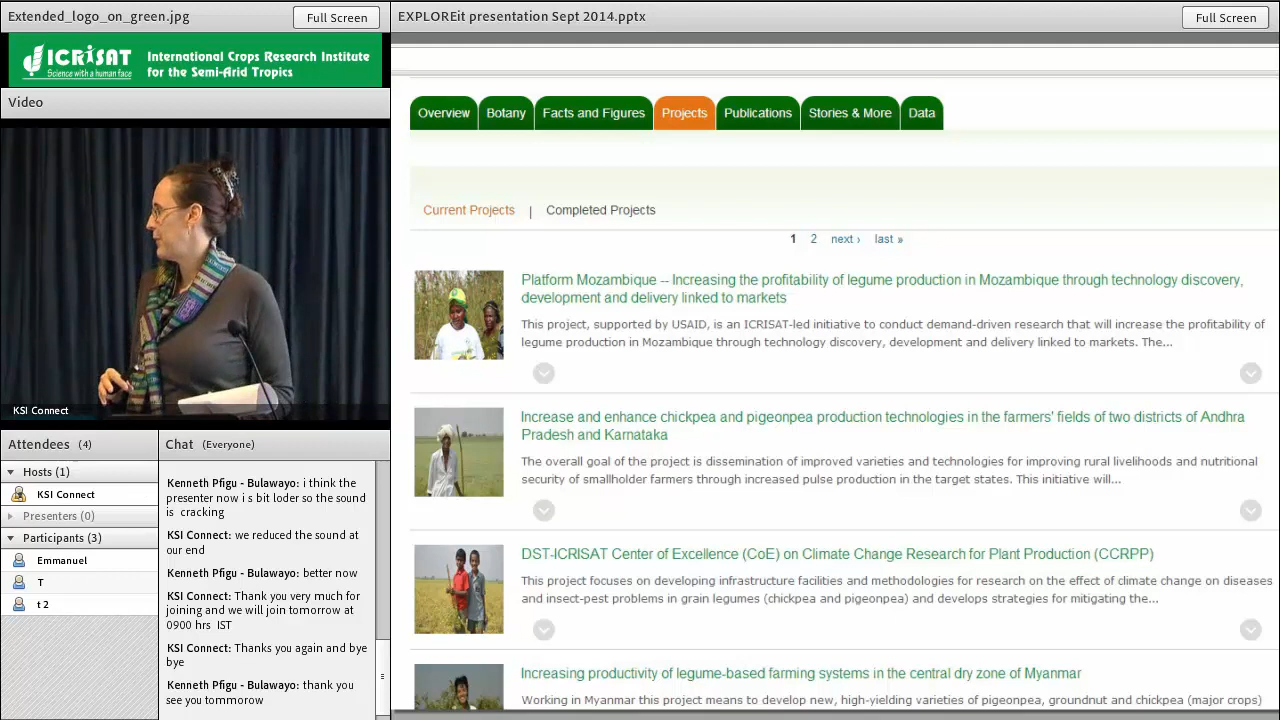 Extended_logo_on_green.jpg
Full Screen
ICRISAT
Science with a human face
International Crops Research Institute
for the Semi-Arid Tropics
Video
KSI Connect
Attendees (4)
Hosts (1)
KSI Connect
Presenters (0)
Participants (3)
Emmanuel
T
t 2
Chat (Everyone)
Kenneth Pfigu - Bulawayo: i think the
presenter now i s bit loder so the sound
is cracking
KSI Connect: we reduced the sound at
our end
Kenneth Pfigu - Bulawayo: better now
KSI Connect: Thank you very much for
joining and we will join tomorrow at
0900 hrs IST
KSI Connect: Thanks you again and bye
bye
Kenneth Pfigu - Bulawayo: thank you
see you tommorow
EXPLOREit presentation Sept 2014.pptx
Full Screen
Overview Botany Facts and Figures Projects Publications Stories & More Data
Current Projects | Completed Projects
1 2 next › last »
Platform Mozambique -- Increasing the profitability of legume production in Mozambique through technology discovery,
development and delivery linked to markets
This project, supported by USAID, is an ICRISAT-led initiative to conduct demand-driven research that will increase the profitability of
legume production in Mozambique through technology discovery, development and delivery linked to markets. The...
Increase and enhance chickpea and pigeonpea production technologies in the farmers' fields of two districts of Andhra
Pradesh and Karnataka
The overall goal of the project is dissemination of improved varieties and technologies for improving rural livelihoods and nutritional
security of smallholder farmers through increased pulse production in the target states. This initiative will...
DST-ICRISAT Center of Excellence (CoE) on Climate Change Research for Plant Production (CCRPP)
This project focuses on developing infrastructure facilities and methodologies for research on the effect of climate change on diseases
and insect-pest problems in grain legumes (chickpea and pigeonpea) and develops strategies for mitigating the...
Increasing productivity of legume-based farming systems in the central dry zone of Myanmar
Working in Myanmar this project means to develop new, high-yielding varieties of pigeonpea, groundnut and chickpea (major crops)